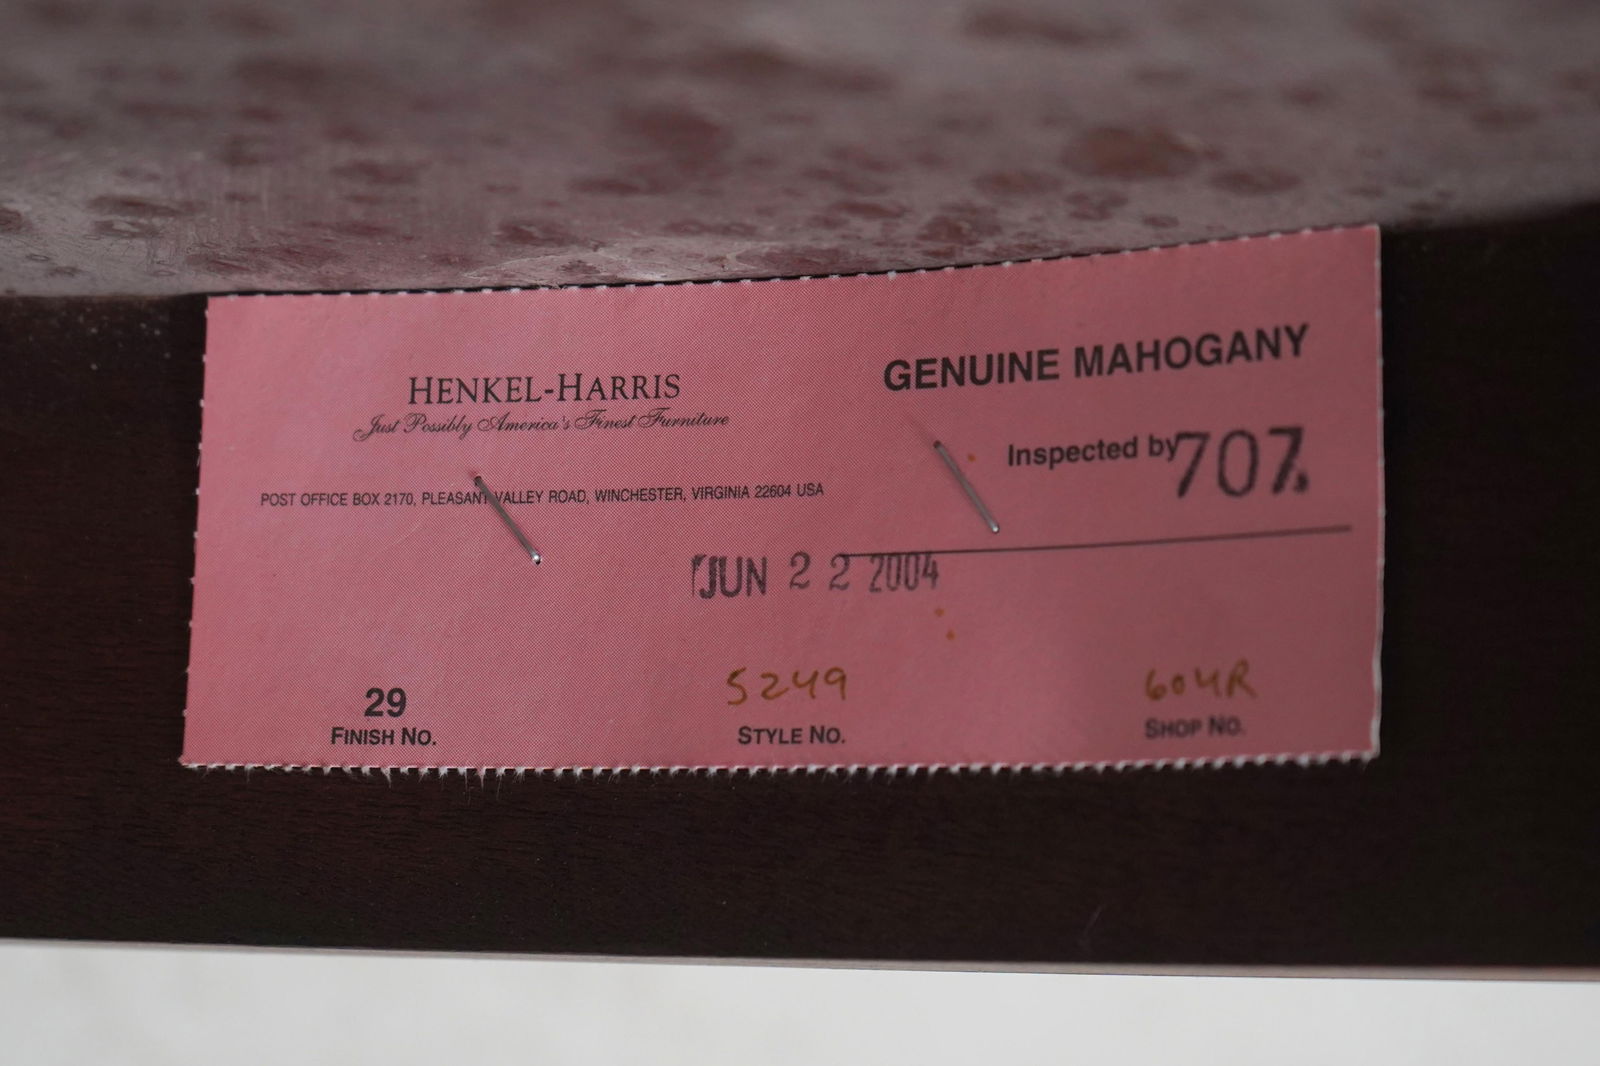 HENKEL-HARRIS
Just Possibly America's Finest Furniture
POST OFFICE BOX 2170, PLEASANT VALLEY ROAD, WINCHESTER, VIRGINIA 22604 USA
GENUINE MAHOGANY
Inspected by 707
JUN 22 2004
29
FINISH NO.
5249
STYLE NO.
604R
SHOP NO.